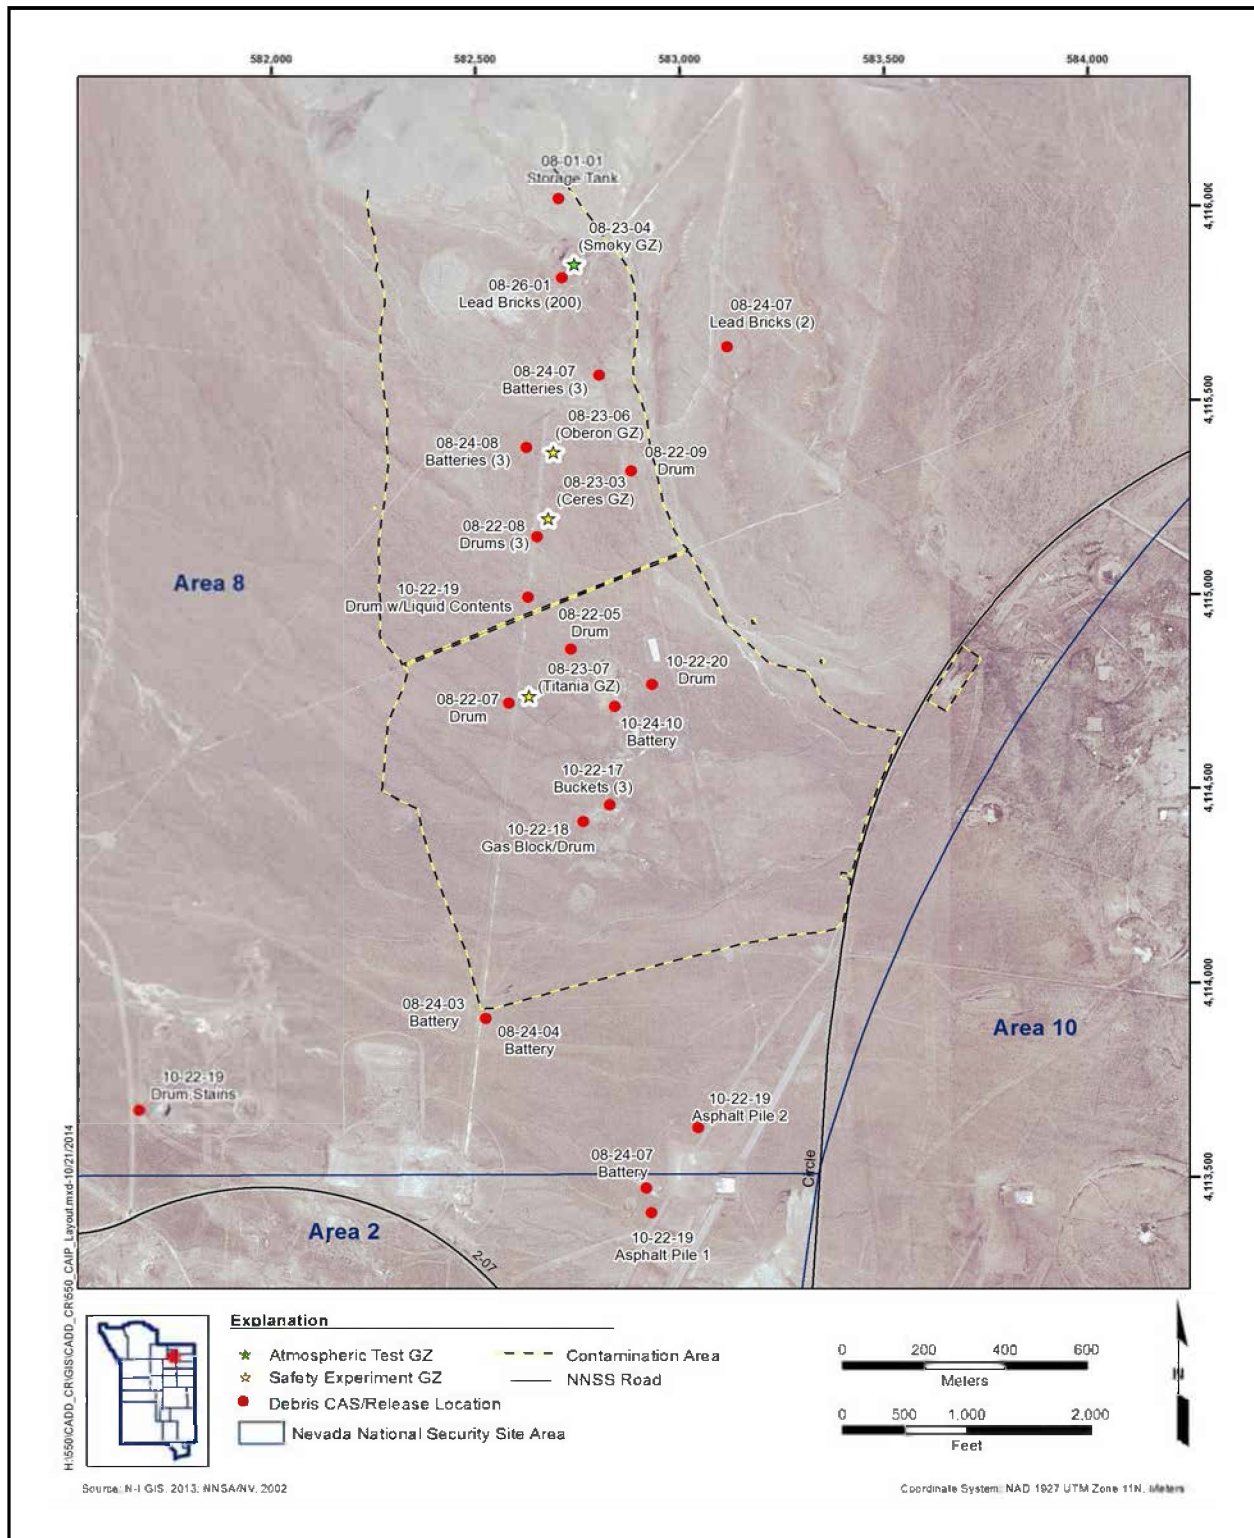 582,000
582,500
583,000
583,500
584,000
08-01-01
Storage Tank
4,116,000
08-23-04
(Smoky GZ)
08-26-01
Lead Bricks (200)
08-24-07
Lead Bricks (2)
08-24-07
Batteries (3)
4,115,500
08-23-06
(Oberon GZ)
08-24-08
Batteries (3)
08-22-09
Drum
08-23-03
(Ceres GZ)
08-22-08
Drums (3)
Area 8
10-22-19
Drum w/Liquid Contents
4,115,000
08-22-05
Drum
10-22-20
Drum
08-23-07
(Titania GZ)
08-22-07
Drum
10-24-10
Battery
10-22-17
Buckets (3)
4,114,500
10-22-18
Gas Block/Drum
08-24-03
Battery
08-24-04
Battery
4,114,000
Area 10
10-22-19
Drum Stains
10-22-19
Asphalt Pile 2
08-24-07
Battery
Circle
4,113,500
Area 2
2-07
10-22-19
Asphalt Pile 1
H:\550\CADD_CR\GIS\CADD_CR\550_CAIP_Layout.mxd-10/21/2014
Explanation
Atmospheric Test GZ
Safety Experiment GZ
Debris CAS/Release Location
Nevada National Security Site Area
Contamination Area
NNSS Road
0 200 400 600
Meters
0 500 1,000 2,000
Feet
N
Source: N-I GIS, 2013; NNSA/NV, 2002
Coordinate System: NAD 1927 UTM Zone 11N, Meters